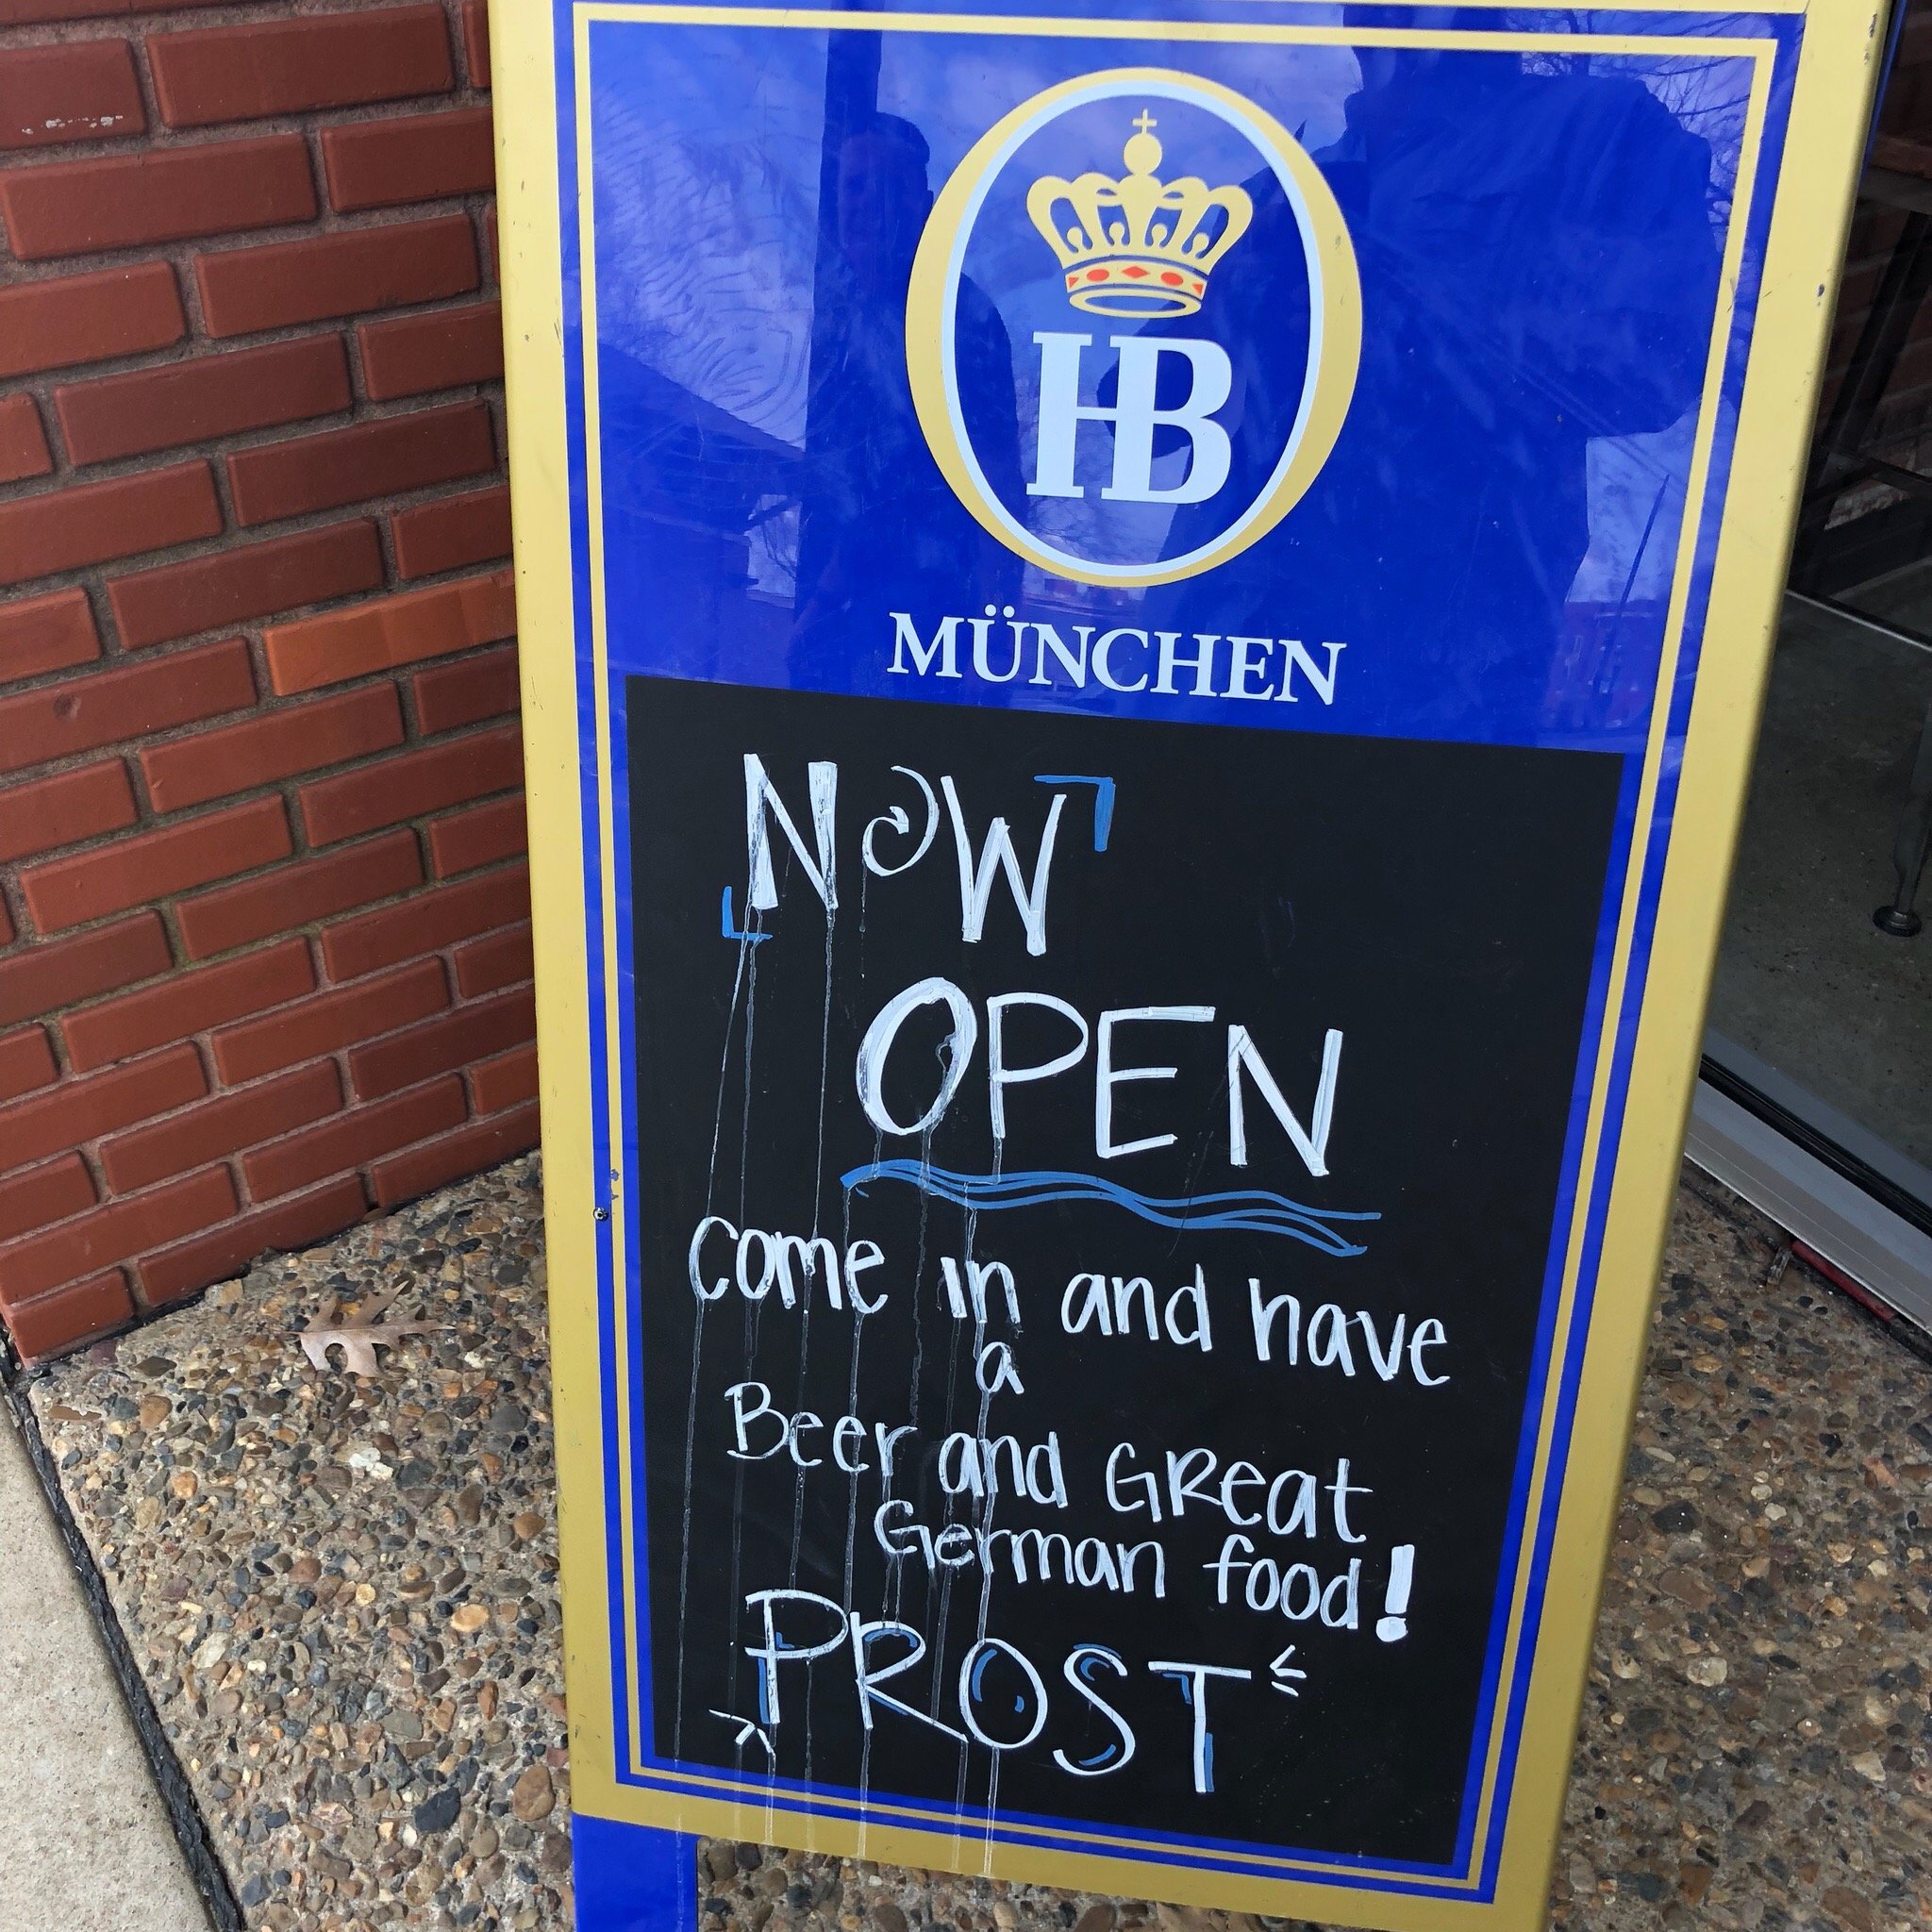 HB
MÜNCHEN
NOW
OPEN
come in and have
a
Beer and GReat
German food!
PROST